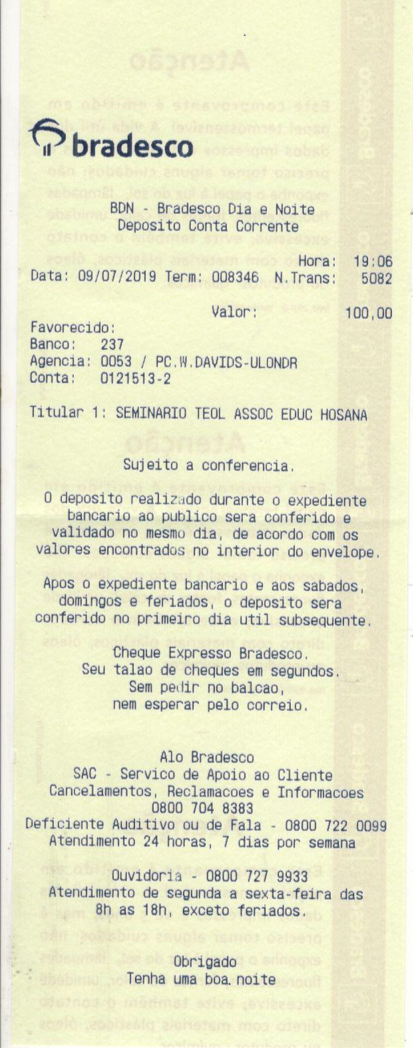 bradesco
BDN - Bradesco Dia e Noite
Deposito Conta Corrente
Hora: 19:06
Data: 09/07/2019 Term: 008346 N.Trans: 5082
Valor: 100,00
Favorecido:
Banco: 237
Agencia: 0053 / PC.W.DAVIDS-ULONDR
Conta: 0121513-2
Titular 1: SEMINARIO TEOL ASSOC EDUC HOSANA
Sujeito a conferencia.
O deposito realizado durante o expediente
bancario ao publico sera conferido e
validado no mesmo dia, de acordo com os
valores encontrados no interior do envelope.
Apos o expediente bancario e aos sabados,
domingos e feriados, o deposito sera
conferido no primeiro dia util subsequente.
Cheque Expresso Bradesco.
Seu talao de cheques em segundos.
Sem pedir no balcao,
nem esperar pelo correio.
Alo Bradesco
SAC - Servico de Apoio ao Cliente
Cancelamentos, Reclamacoes e Informacoes
0800 704 8383
Deficiente Auditivo ou de Fala - 0800 722 0099
Atendimento 24 horas, 7 dias por semana
Ouvidoria - 0800 727 9933
Atendimento de segunda a sexta-feira das
8h as 18h, exceto feriados.
Obrigado
Tenha uma boa noite